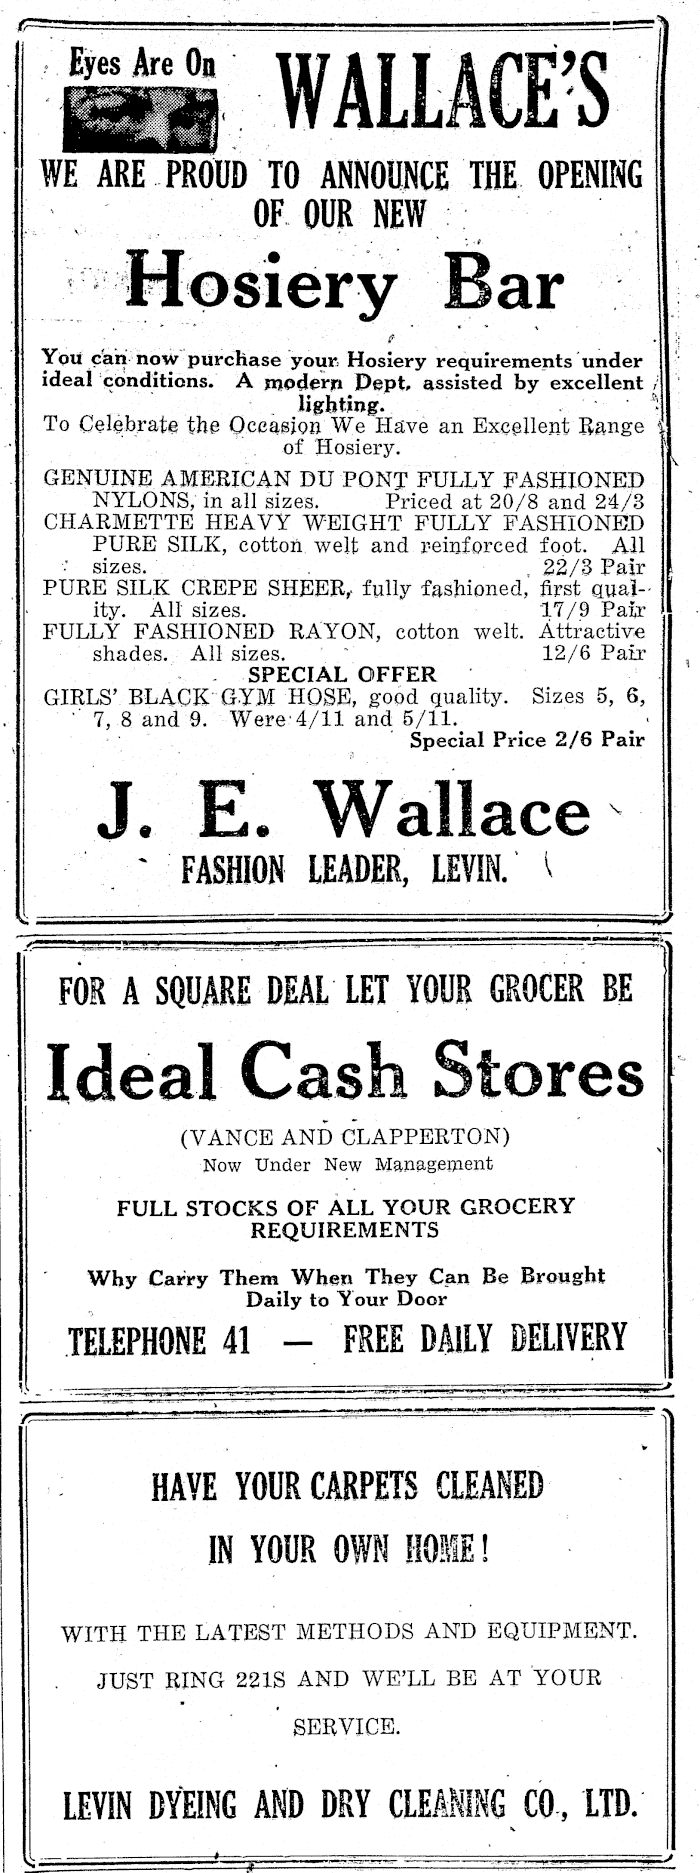 Eyes Are On WALLACE'S
WE ARE PROUD TO ANNOUNCE THE OPENING
OF OUR NEW
Hosiery Bar
You can now purchase your Hosiery requirements under
ideal conditions. A modern Dept. assisted by excellent
lighting.
To Celebrate the Occasion We Have an Excellent Range
of Hosiery.
GENUINE AMERICAN DU PONT FULLY FASHIONED
NYLONS, in all sizes. Priced at 20/8 and 24/3
CHARMETTE HEAVY WEIGHT FULLY FASHIONED
PURE SILK, cotton welt and reinforced foot. All
sizes. 22/3 Pair
PURE SILK CREPE SHEER, fully fashioned, first qual-
ity. All sizes. 17/9 Pair
FULLY FASHIONED RAYON, cotton welt. Attractive
shades. All sizes. 12/6 Pair
SPECIAL OFFER
GIRLS' BLACK GYM HOSE, good quality. Sizes 5, 6,
7, 8 and 9. Were 4/11 and 5/11.
Special Price 2/6 Pair
J. E. Wallace
FASHION LEADER, LEVIN.
FOR A SQUARE DEAL LET YOUR GROCER BE
Ideal Cash Stores
(VANCE AND CLAPPERTON)
Now Under New Management
FULL STOCKS OF ALL YOUR GROCERY
REQUIREMENTS
Why Carry Them When They Can Be Brought
Daily to Your Door
TELEPHONE 41 — FREE DAILY DELIVERY
HAVE YOUR CARPETS CLEANED
IN YOUR OWN HOME!
WITH THE LATEST METHODS AND EQUIPMENT.
JUST RING 221S AND WE'LL BE AT YOUR
SERVICE.
LEVIN DYEING AND DRY CLEANING CO., LTD.